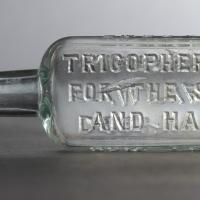 TRICOPHER
FOR THE S
AND HA